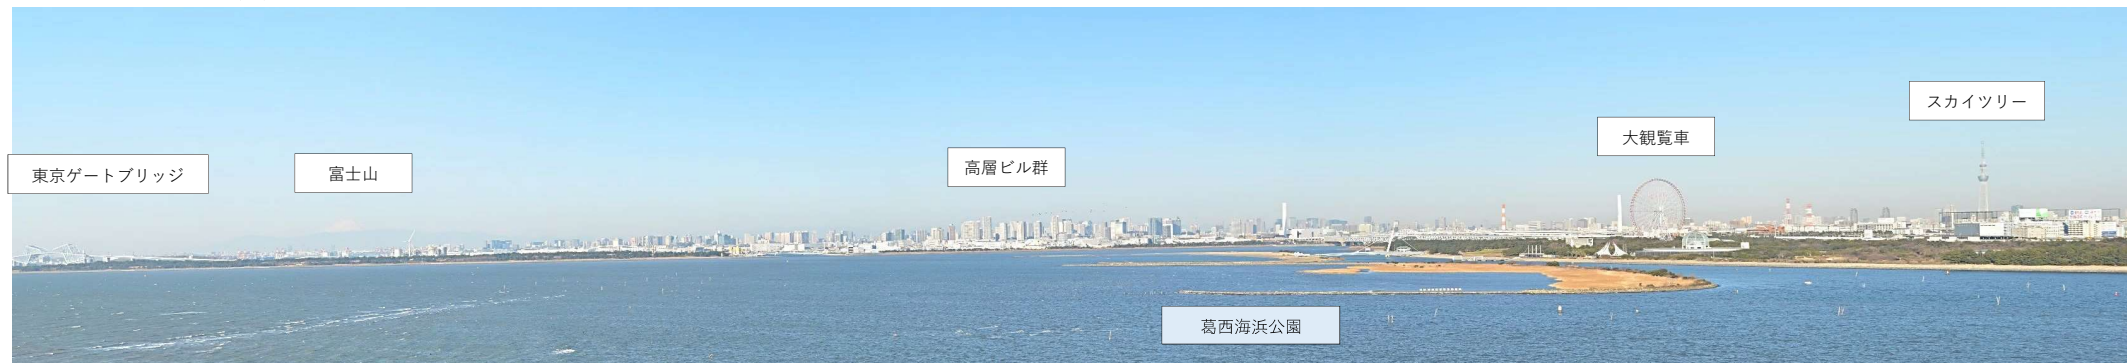 東京ゲートブリッジ
富士山
高層ビル群
大観覧車
スカイツリー
葛西海浜公園